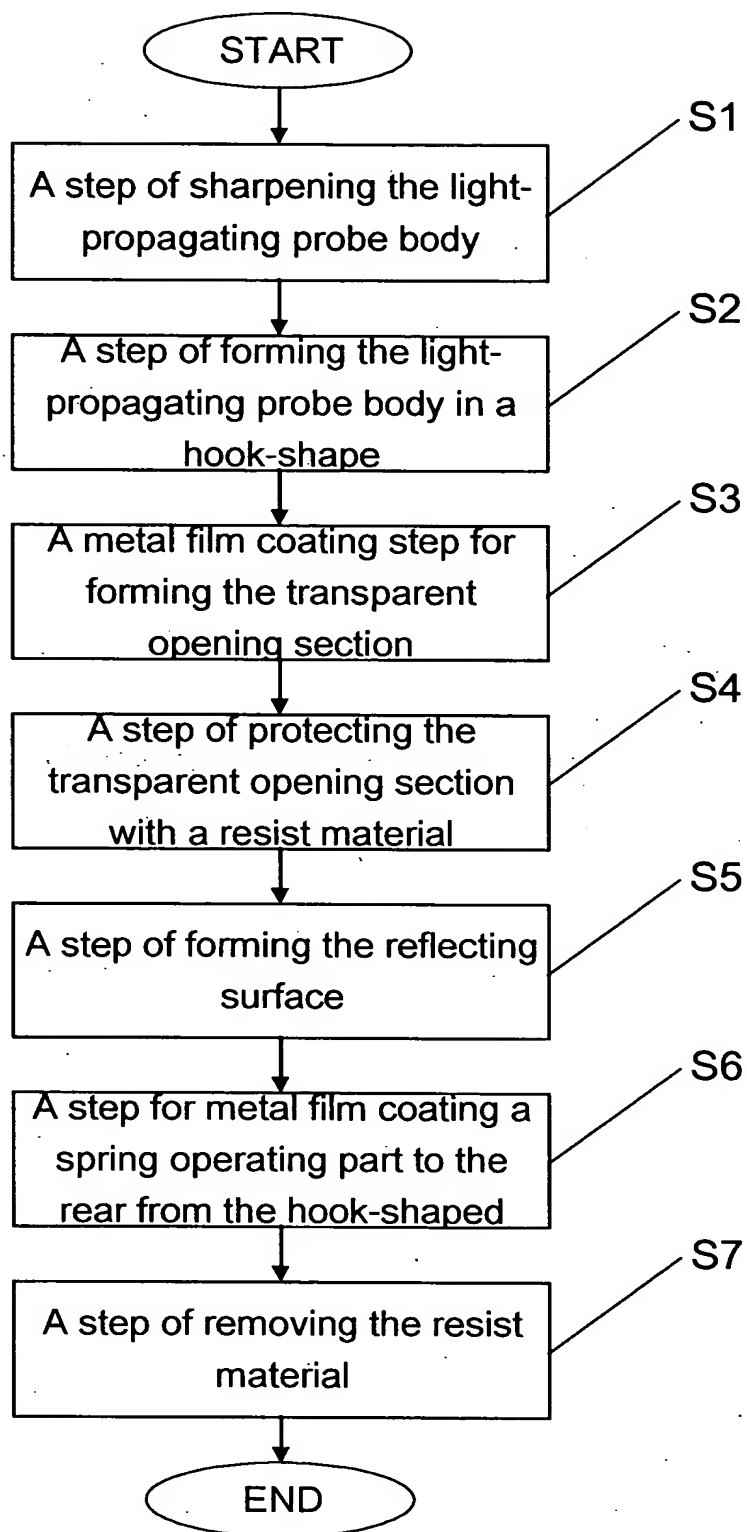 START
S1
A step of sharpening the light-
propagating probe body
S2
A step of forming the light-
propagating probe body in a
hook-shape
S3
A metal film coating step for
forming the transparent
opening section
S4
A step of protecting the
transparent opening section
with a resist material
S5
A step of forming the reflecting
surface
S6
A step for metal film coating a
spring operating part to the
rear from the hook-shaped
S7
A step of removing the resist
material
END